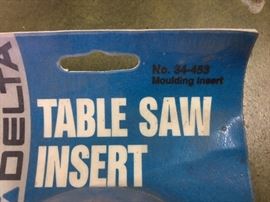 DELTA
No. 34-453
Moulding Insert
TABLE SAW
INSERT